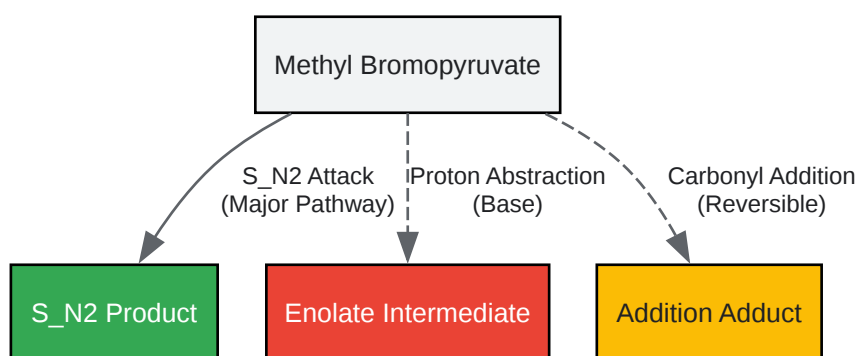 Methyl Bromopyruvate
S_N2 Attack
(Major Pathway)
Proton Abstraction
(Base)
Carbonyl Addition
(Reversible)
S_N2 Product
Enolate Intermediate
Addition Adduct